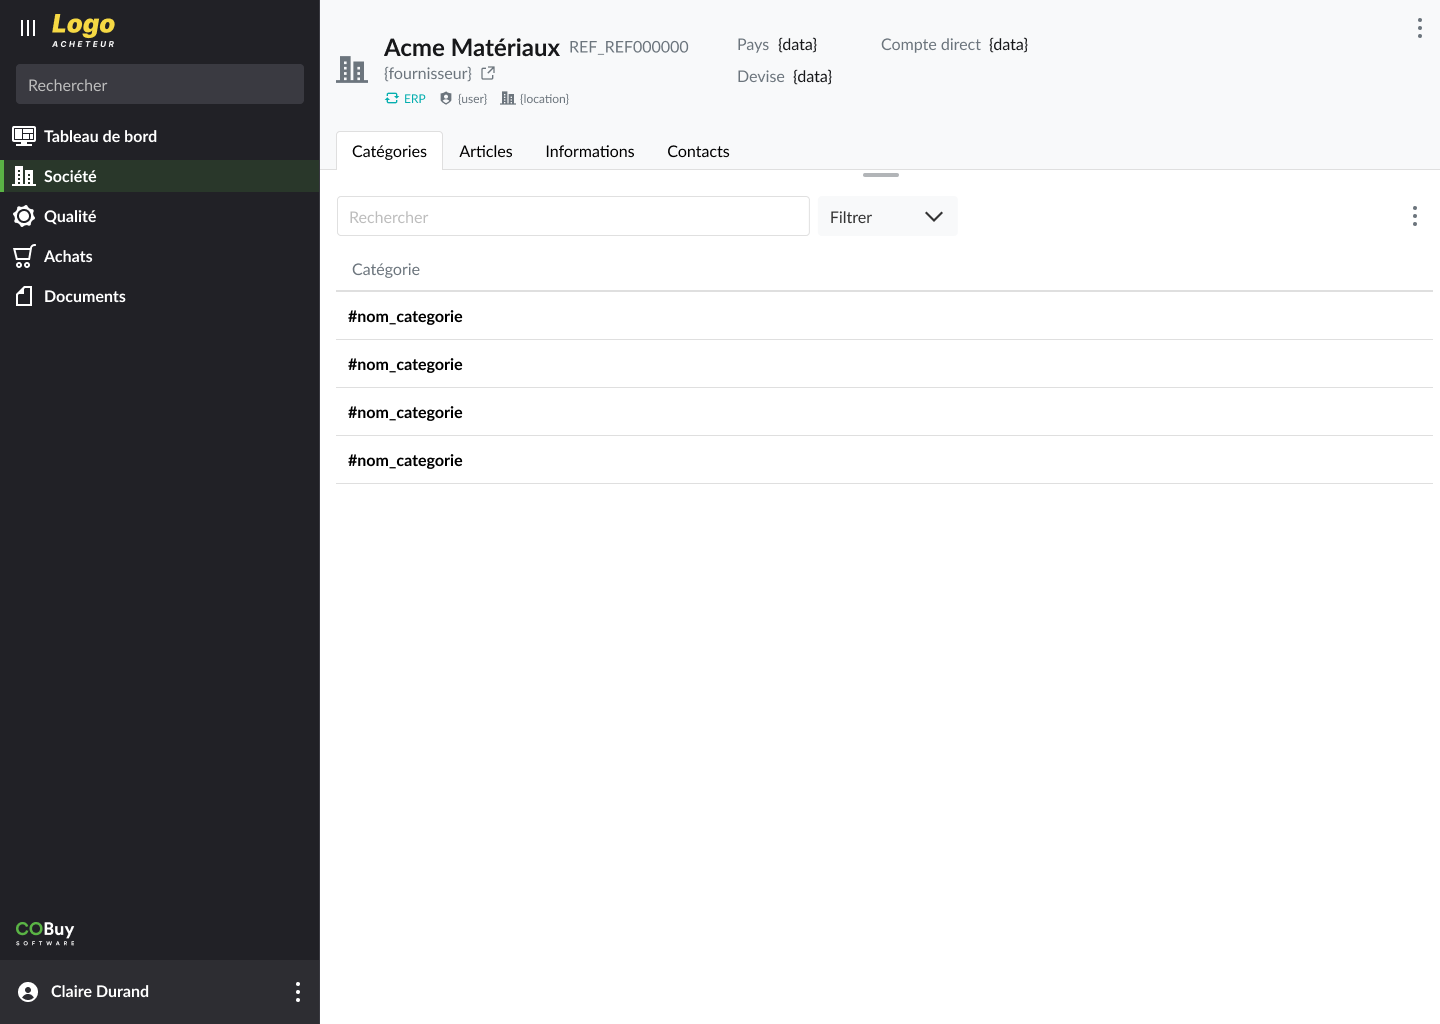 Logo
ACHETEUR
Rechercher
Tableau de bord
Société
Qualité
Achats
Documents
COBuy
SOFTWARE
Claire Durand
Acme Matériaux REF_REF000000
{fournisseur}
ERP {user} {location}
Pays {data} Compte direct {data}
Devise {data}
Catégories Articles Informations Contacts
Rechercher Filtrer
Catégorie
#nom_categorie
#nom_categorie
#nom_categorie
#nom_categorie